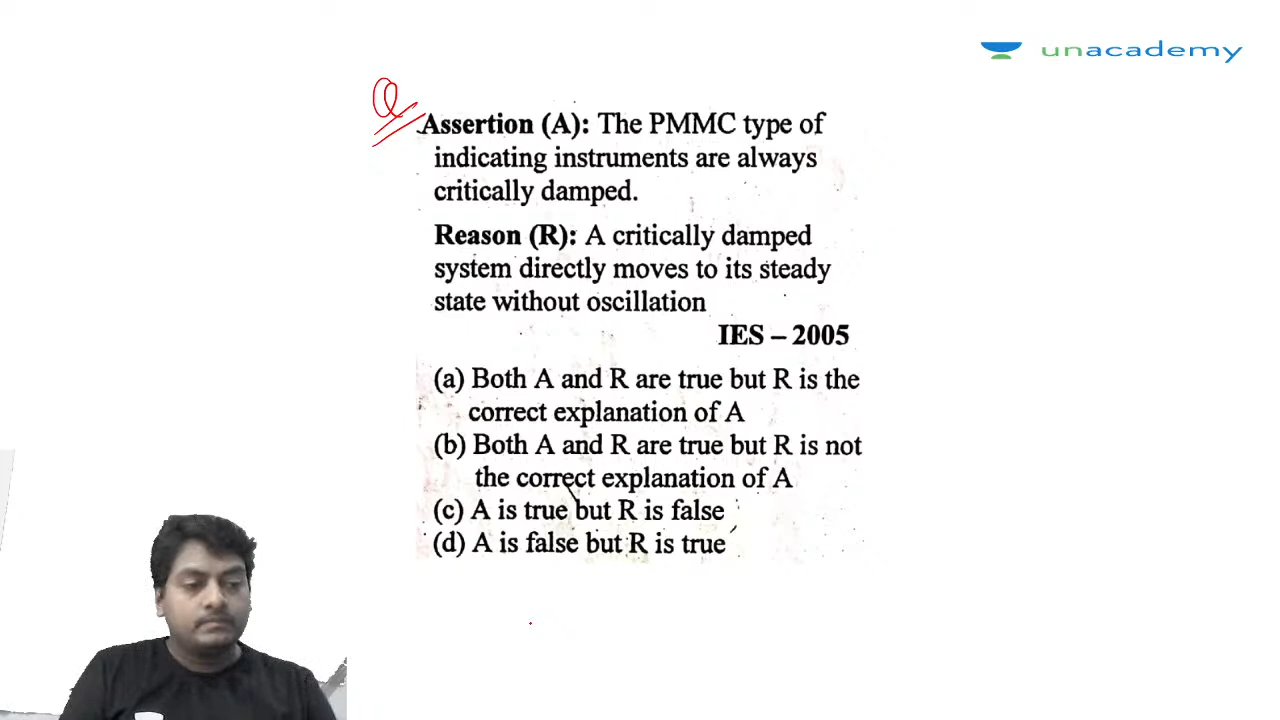 unacademy
Q
Assertion (A): The PMMC type of
indicating instruments are always
critically damped.
Reason (R): A critically damped
system directly moves to its steady
state without oscillation
IES – 2005
(a) Both A and R are true but R is the
correct explanation of A
(b) Both A and R are true but R is not
the correct explanation of A
(c) A is true but R is false
(d) A is false but R is true